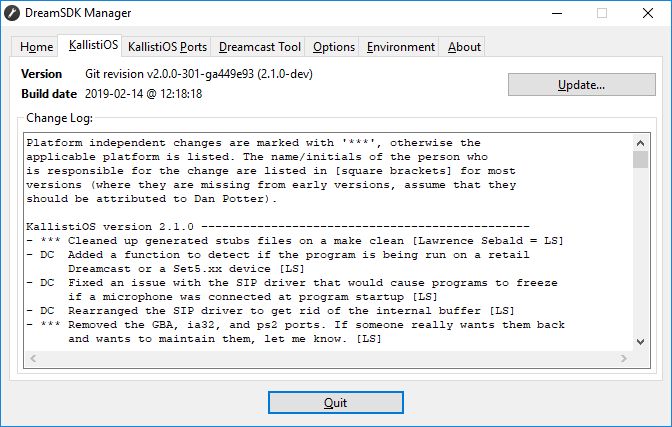 DreamSDK Manager
Home KallistiOS KallistiOS Ports Dreamcast Tool Options Environment About
Version Git revision v2.0.0-301-ga449e93 (2.1.0-dev)
Build date 2019-02-14 @ 12:18:18
Update...
Change Log:
Platform independent changes are marked with '***', otherwise the
applicable platform is listed. The name/initials of the person who
is responsible for the change are listed in [square brackets] for most
versions (where they are missing from early versions, assume that they
should be attributed to Dan Potter).
KallistiOS version 2.1.0 -----------------------------------------------
- *** Cleaned up generated stubs files on a make clean [Lawrence Sebald = LS]
- DC  Added a function to detect if the program is being run on a retail
Dreamcast or a Set5.xx device [LS]
- DC  Fixed an issue with the SIP driver that would cause programs to freeze
if a microphone was connected at program startup [LS]
- DC  Rearranged the SIP driver to get rid of the internal buffer [LS]
- *** Removed the GBA, ia32, and ps2 ports. If someone really wants them back
and wants to maintain them, let me know. [LS]
Quit